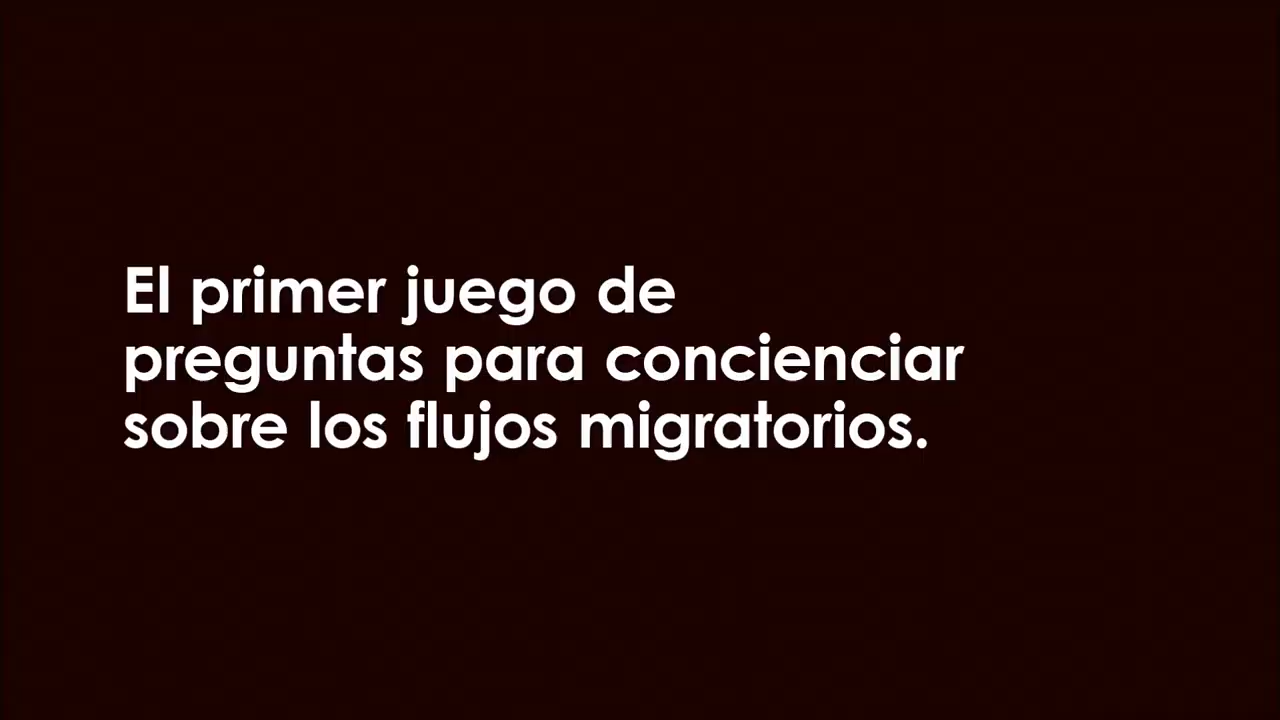 El primer juego de
preguntas para concienciar
sobre los flujos migratorios.